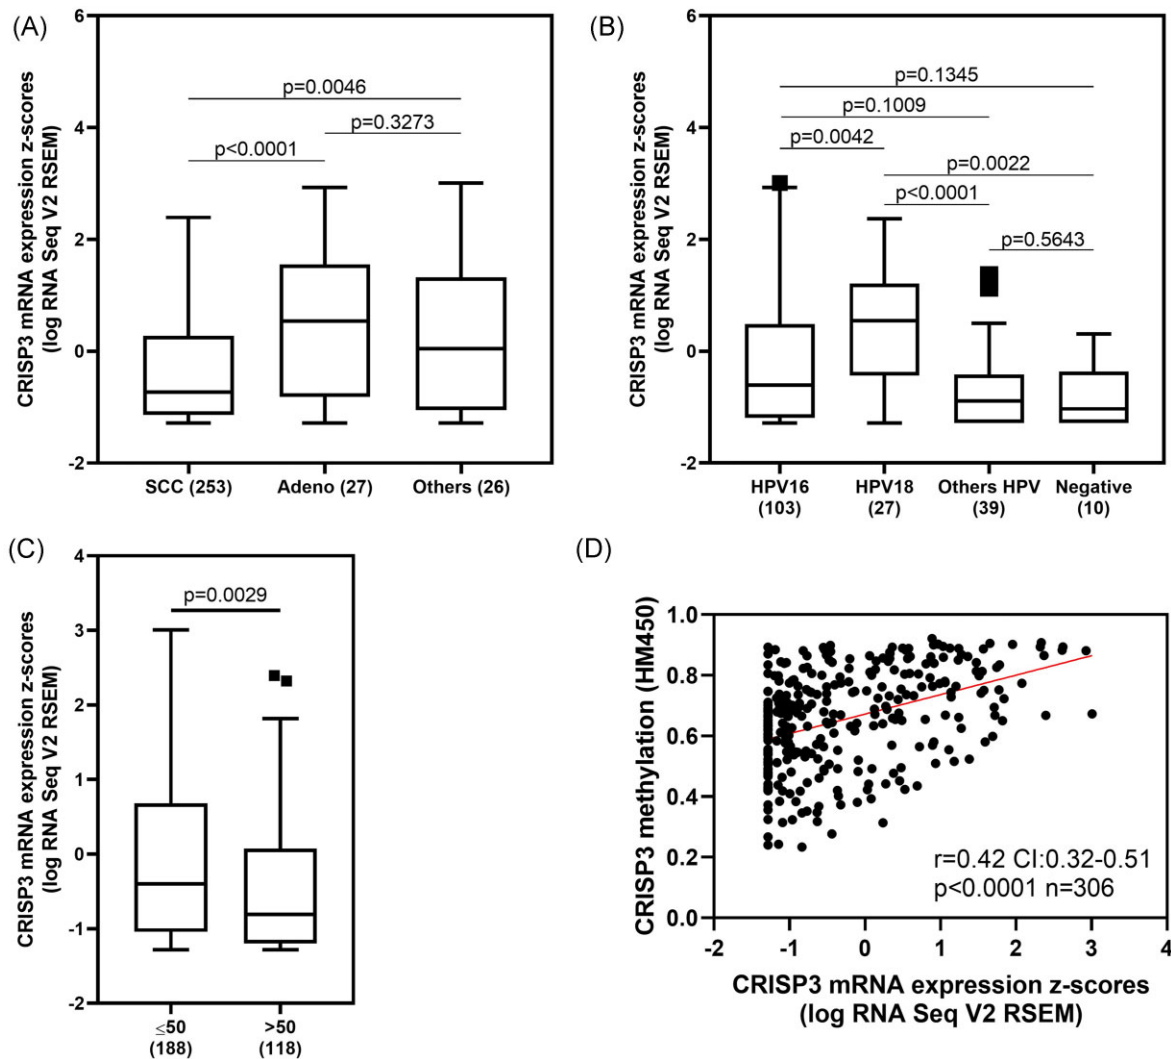 (A)
CRISP3 mRNA expression z-scores
(log RNA Seq V2 RSEM)
6
4
2
0
-2
p=0.0046
p=0.3273
p<0.0001
SCC (253)
Adeno (27)
Others (26)
(B)
CRISP3 mRNA expression z-scores
(log RNA Seq V2 RSEM)
6
4
2
0
-2
p=0.1345
p=0.1009
p=0.0042
p=0.0022
p<0.0001
p=0.5643
HPV16
(103)
HPV18
(27)
Others HPV
(39)
Negative
(10)
(C)
CRISP3 mRNA expression z-scores
(log RNA Seq V2 RSEM)
4
3
2
1
0
-1
-2
p=0.0029
≤50
(188)
>50
(118)
(D)
CRISP3 methylation (HM450)
1.0
0.8
0.6
0.4
0.2
0.0
r=0.42 CI:0.32-0.51
p<0.0001 n=306
-2
-1
0
1
2
3
4
CRISP3 mRNA expression z-scores
(log RNA Seq V2 RSEM)